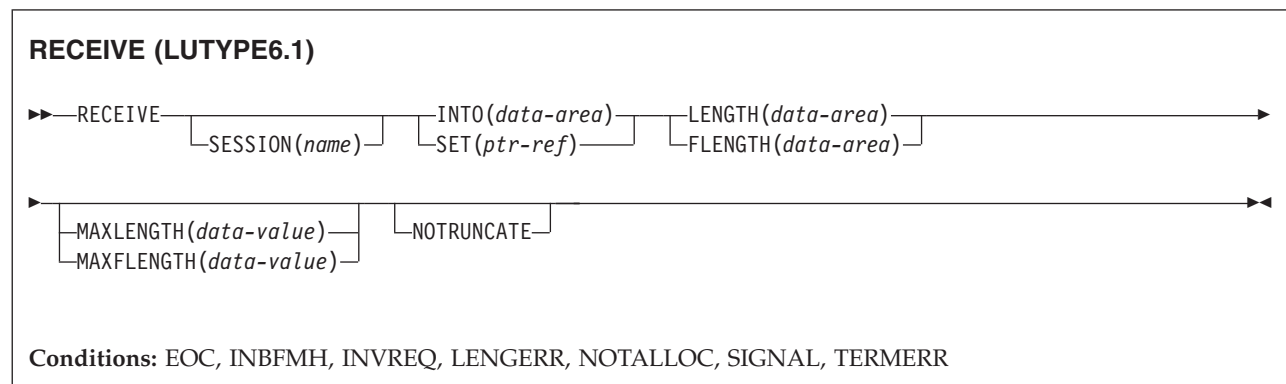 RECEIVE (LUTYPE6.1)
RECEIVE INTO(data-area) LENGTH(data-area)
SESSION(name) SET(ptr-ref) FLENGTH(data-area)
MAXLENGTH(data-value) NOTRUNCATE
MAXFLENGTH(data-value)
Conditions: EOC, INBFMH, INVREQ, LENGERR, NOTALLOC, SIGNAL, TERMERR